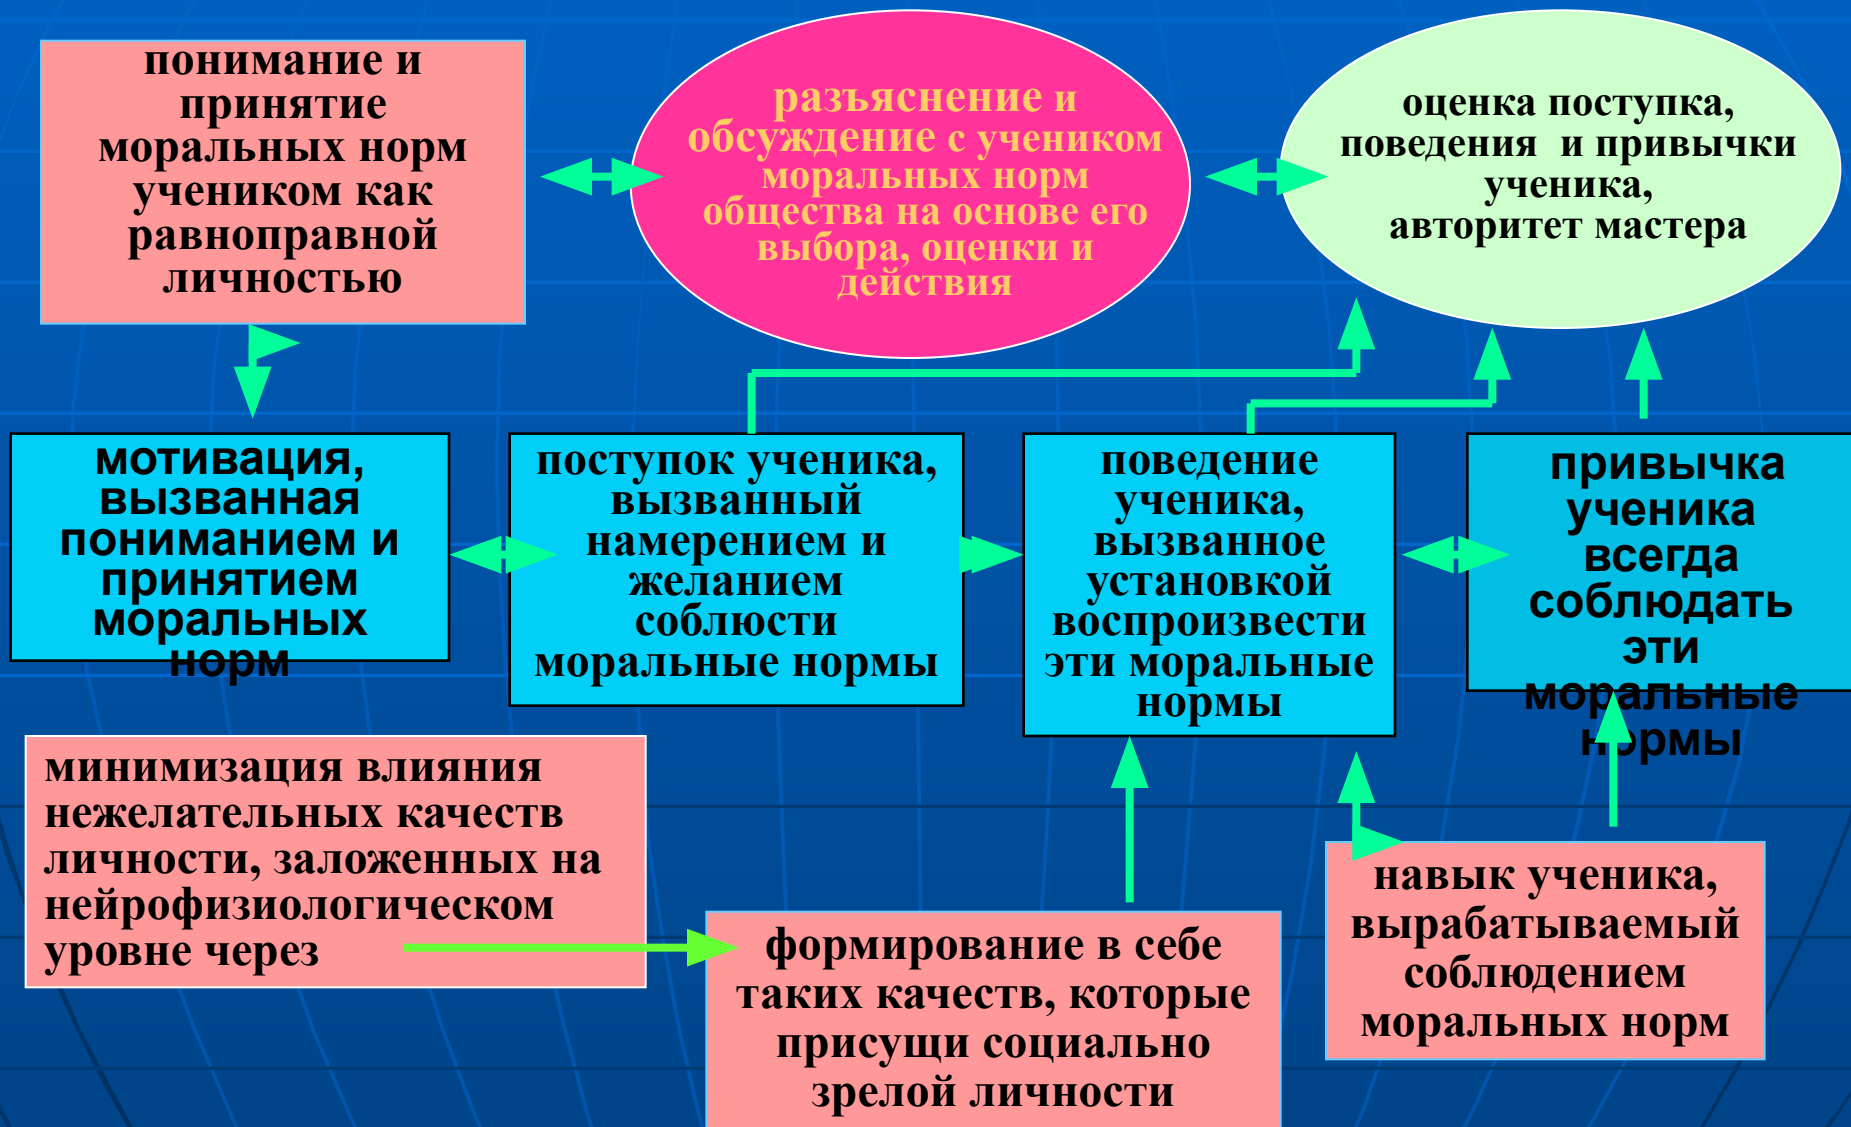 понимание и
принятие
моральных норм
учеником как
равноправной
личностью
разъяснение и
обсуждение с учеником
моральных норм
общества на основе его
выбора, оценки и
действия
оценка поступка,
поведения и привычки
ученика,
авторитет мастера
мотивация,
вызванная
пониманием и
принятием
моральных
норм
поступок ученика,
вызванный
намерением и
желанием
соблюсти
моральные нормы
поведение
ученика,
вызванное
установкой
воспроизвести
эти моральные
нормы
привычка
ученика
всегда
соблюдать
эти
моральные
нормы
минимизация влияния
нежелательных качеств
личности, заложенных на
нейрофизиологическом
уровне через
формирование в себе
таких качеств, которые
присущи социально
зрелой личности
навык ученика,
вырабатываемый
соблюдением
моральных норм